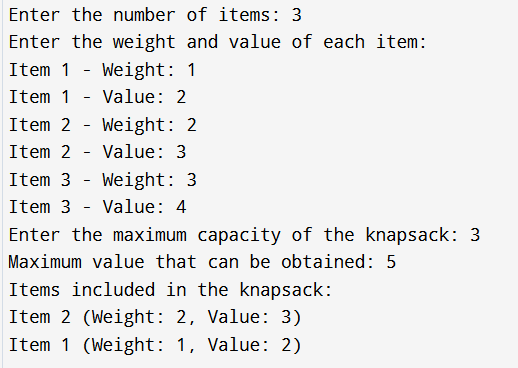 Enter the number of items: 3
Enter the weight and value of each item:
Item 1 - Weight: 1
Item 1 - Value: 2
Item 2 - Weight: 2
Item 2 - Value: 3
Item 3 - Weight: 3
Item 3 - Value: 4
Enter the maximum capacity of the knapsack: 3
Maximum value that can be obtained: 5
Items included in the knapsack:
Item 2 (Weight: 2, Value: 3)
Item 1 (Weight: 1, Value: 2)